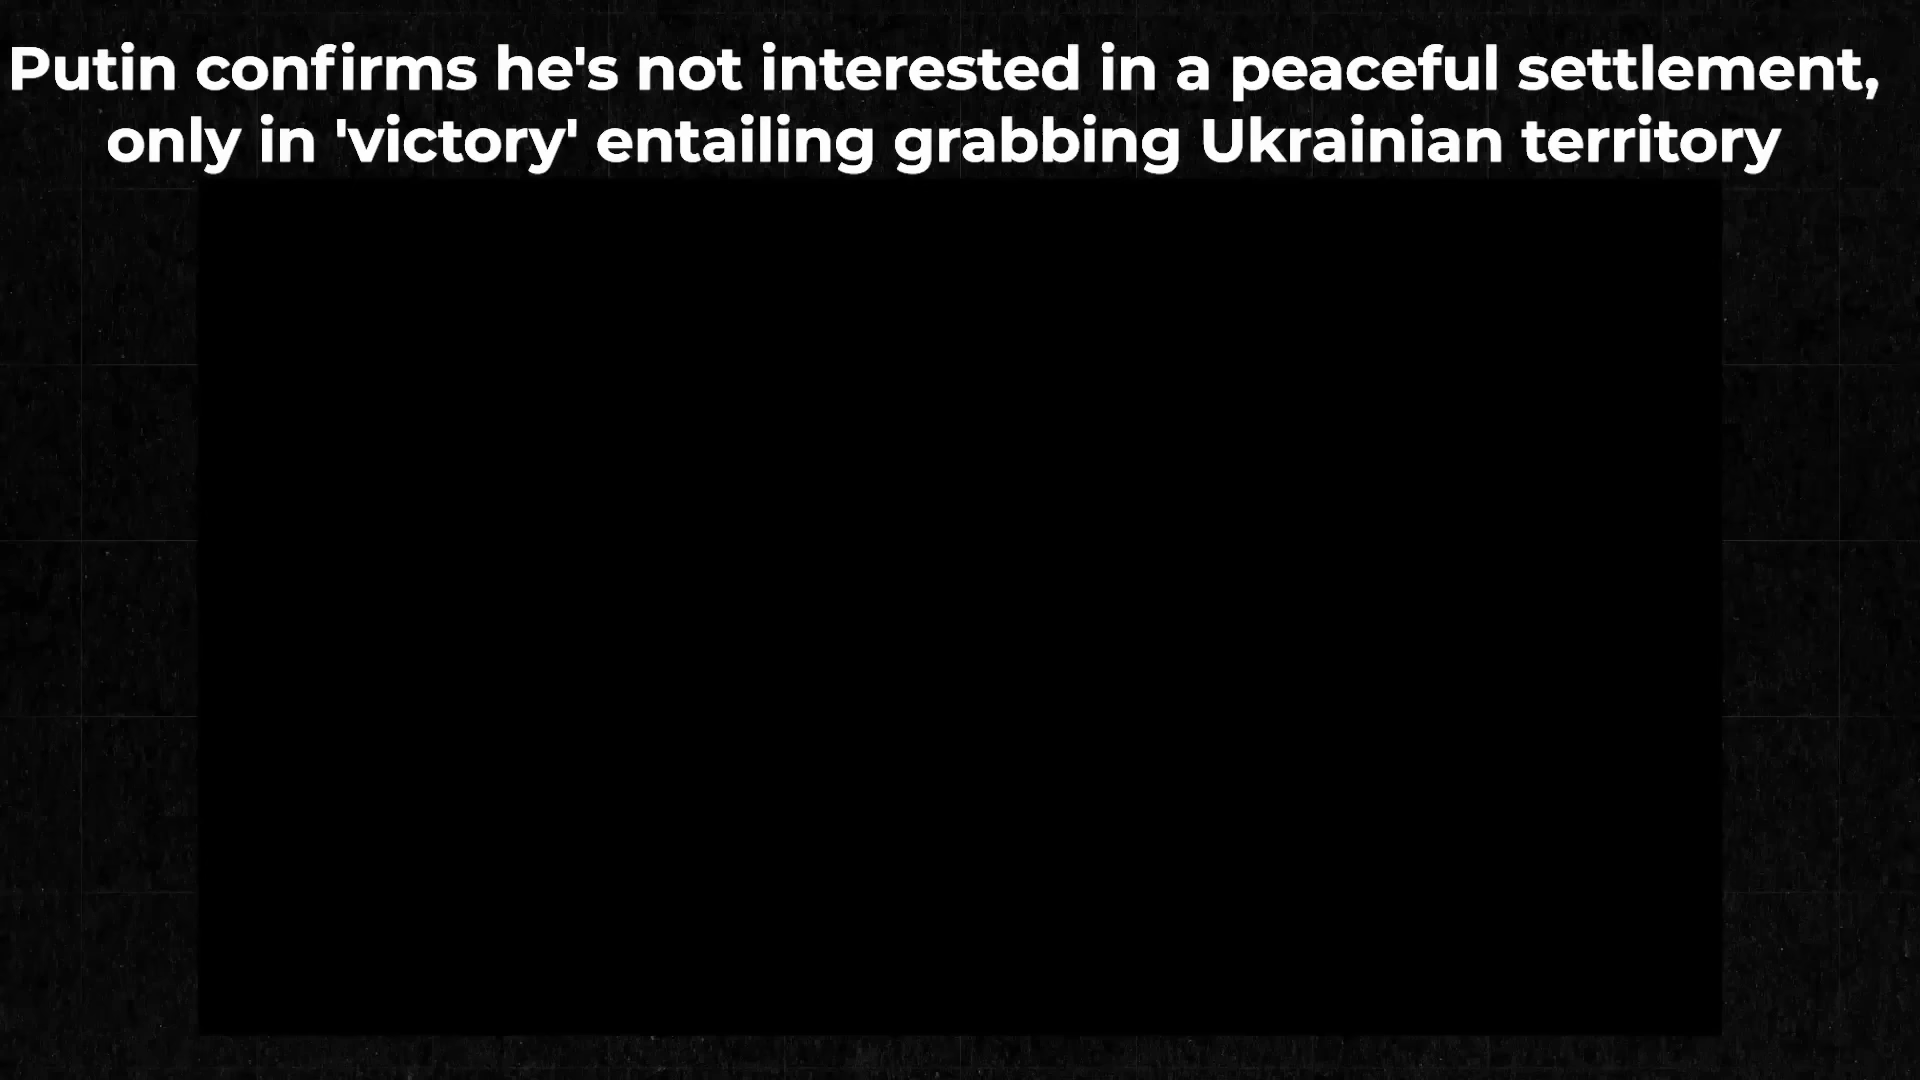 Putin confirms he's not interested in a peaceful settlement,
only in 'victory' entailing grabbing Ukrainian territory